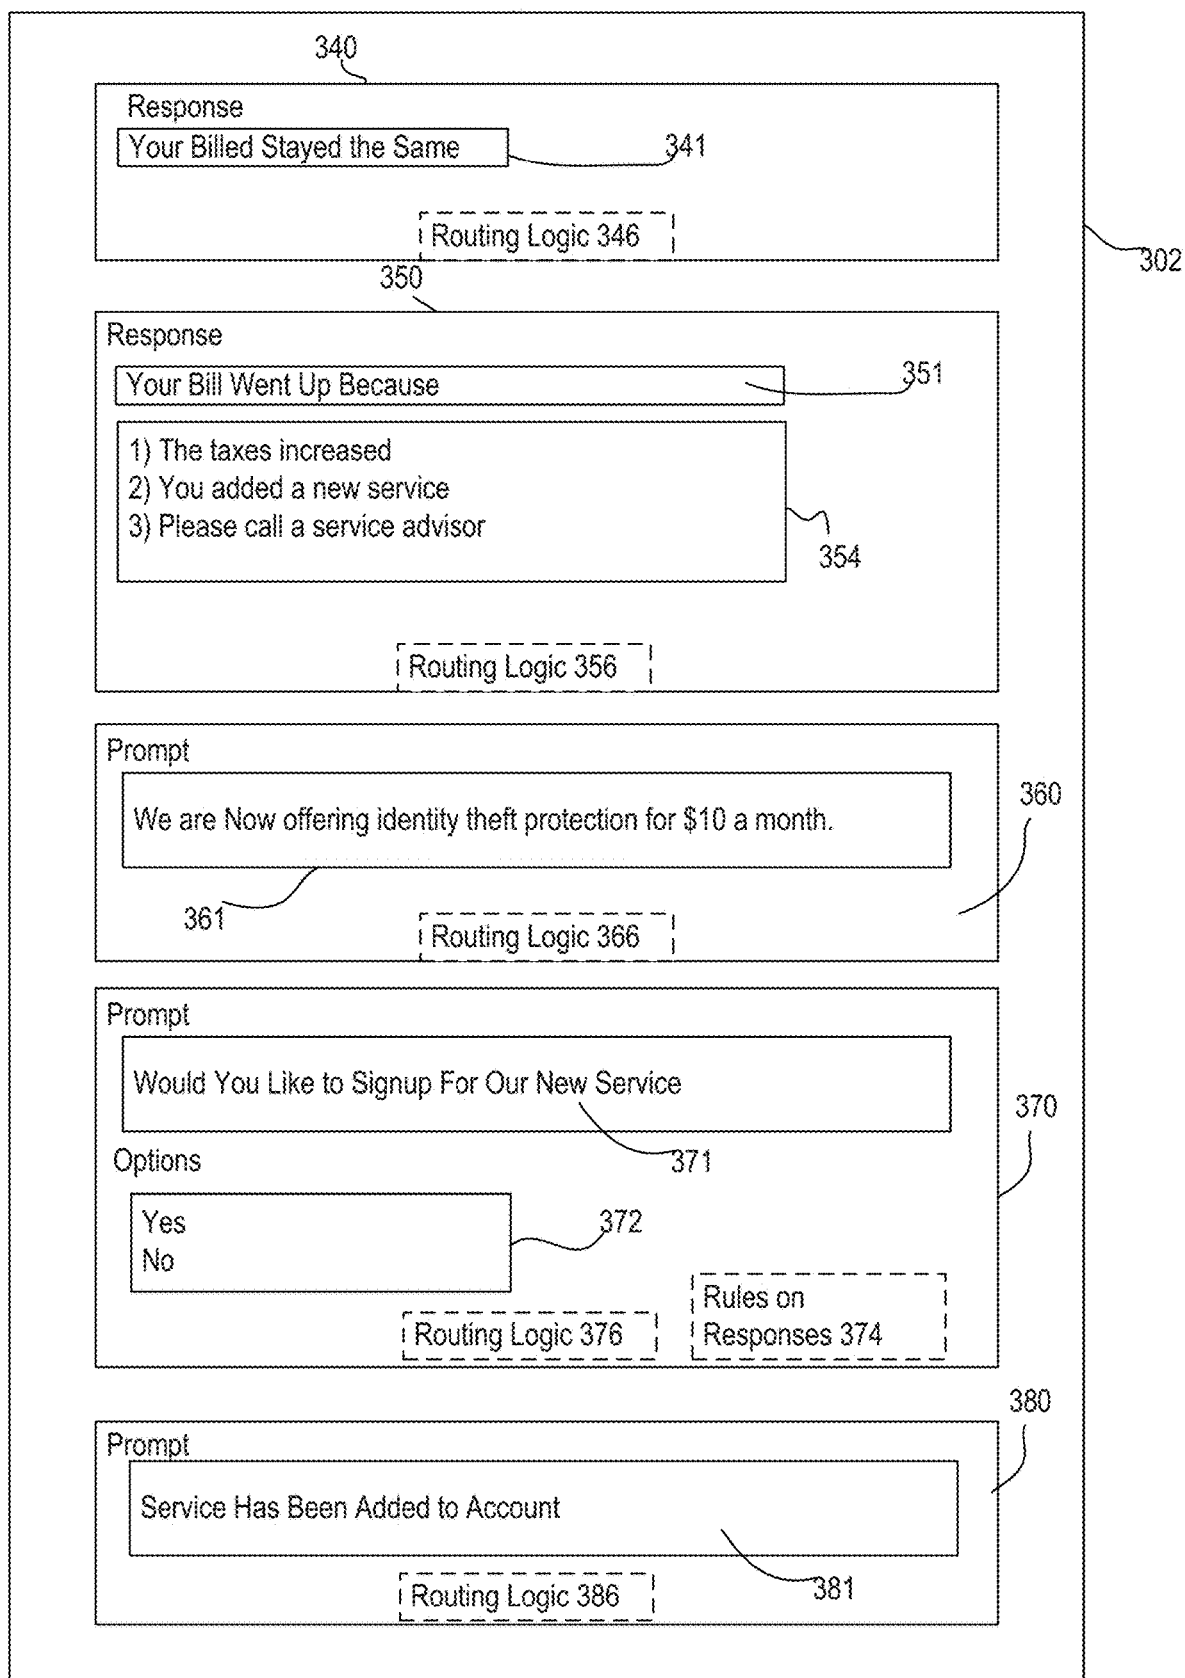 340
Response
Your Billed Stayed the Same
341
Routing Logic 346
302
350
Response
Your Bill Went Up Because
351
1) The taxes increased
2) You added a new service
3) Please call a service advisor
354
Routing Logic 356
Prompt
We are Now offering identity theft protection for $10 a month.
360
361
Routing Logic 366
Prompt
Would You Like to Signup For Our New Service
370
371
Options
Yes
No
372
Rules on
Responses 374
Routing Logic 376
380
Prompt
Service Has Been Added to Account
381
Routing Logic 386